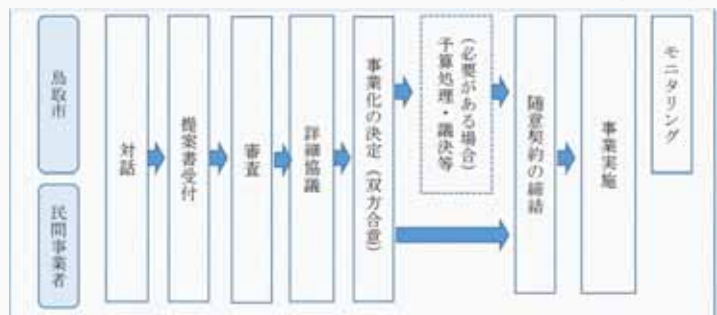 鳥取市
民間事業者
対話
提案書受付
審査
詳細協議
事業化の決定（双方合意）
（必要がある場合）
予算処理・議決等
随意契約の締結
事業実施
モニタリング